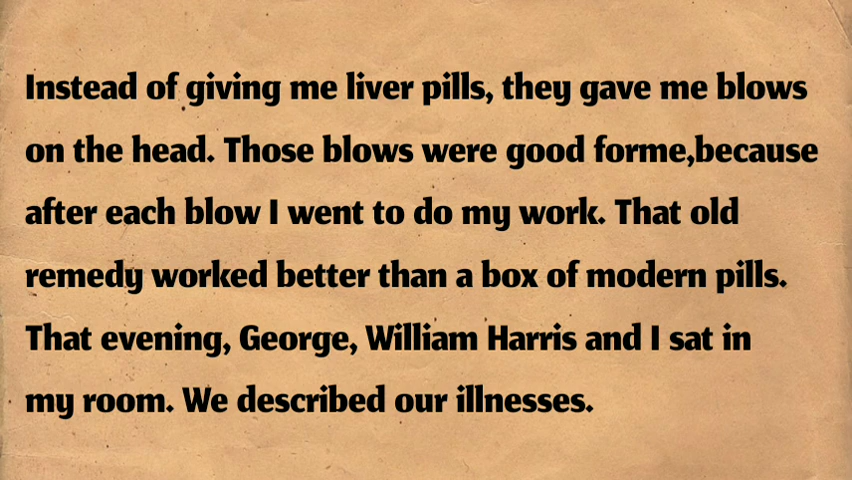 Instead of giving me liver pills, they gave me blows
on the head. Those blows were good forme,because
after each blow I went to do my work. That old
remedy worked better than a box of modern pills.
That evening, George, William Harris and I sat in
my room. We described our illnesses.